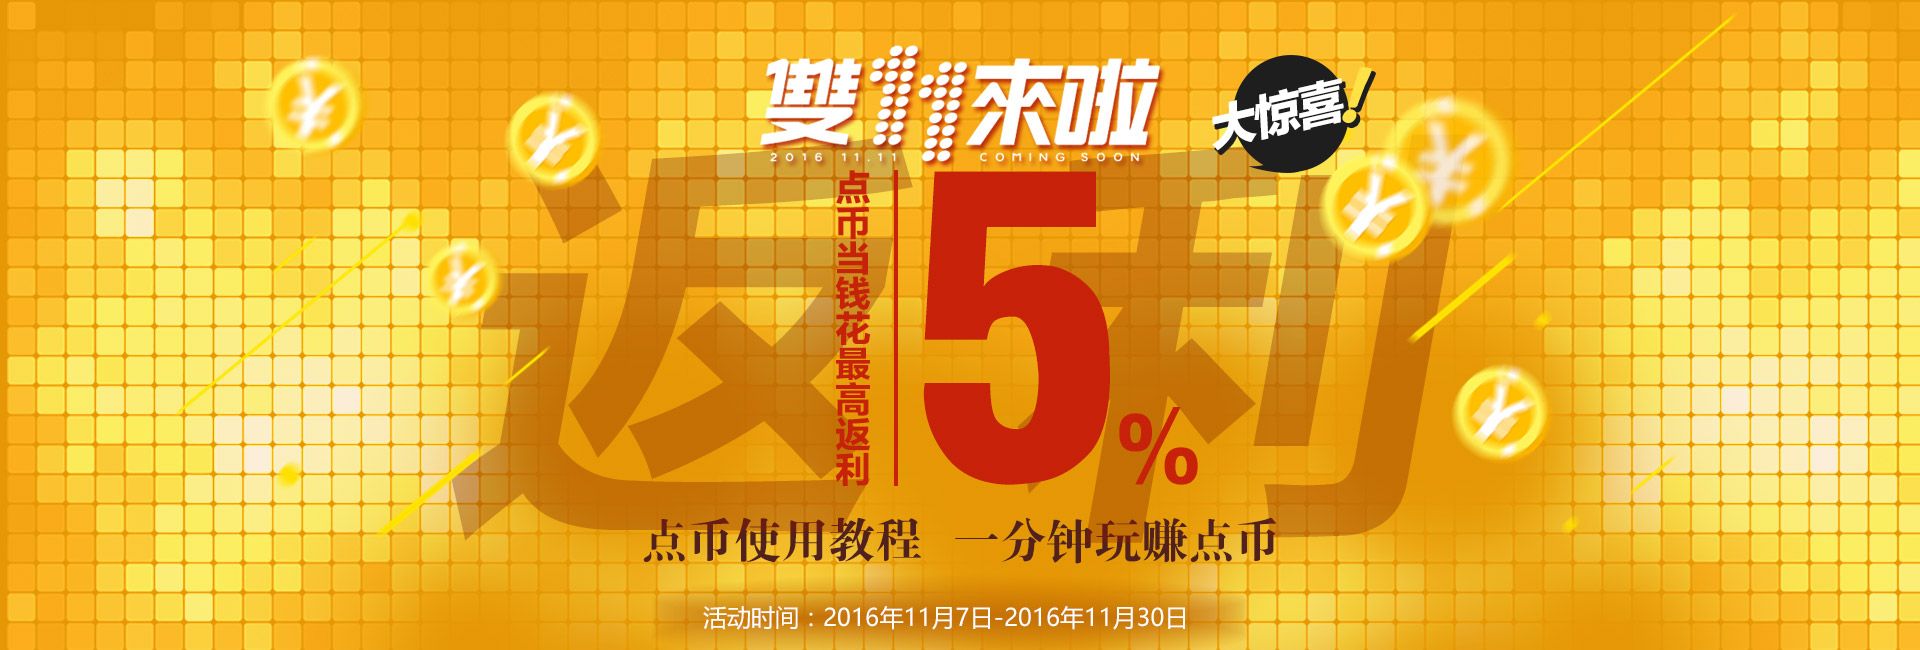 雙11來啦
2016 11.11 COMING SOON
大惊喜!
返利
点币当钱花最高返利
5%
点币使用教程 一分钟玩赚点币
活动时间：2016年11月7日-2016年11月30日